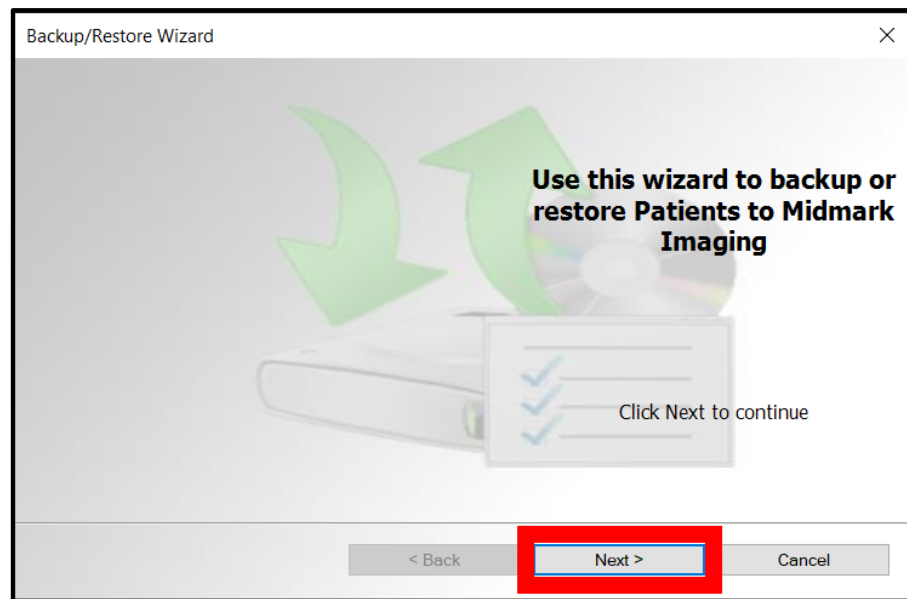 Backup/Restore Wizard
Use this wizard to backup or
restore Patients to Midmark
Imaging
Click Next to continue
< Back Next > Cancel